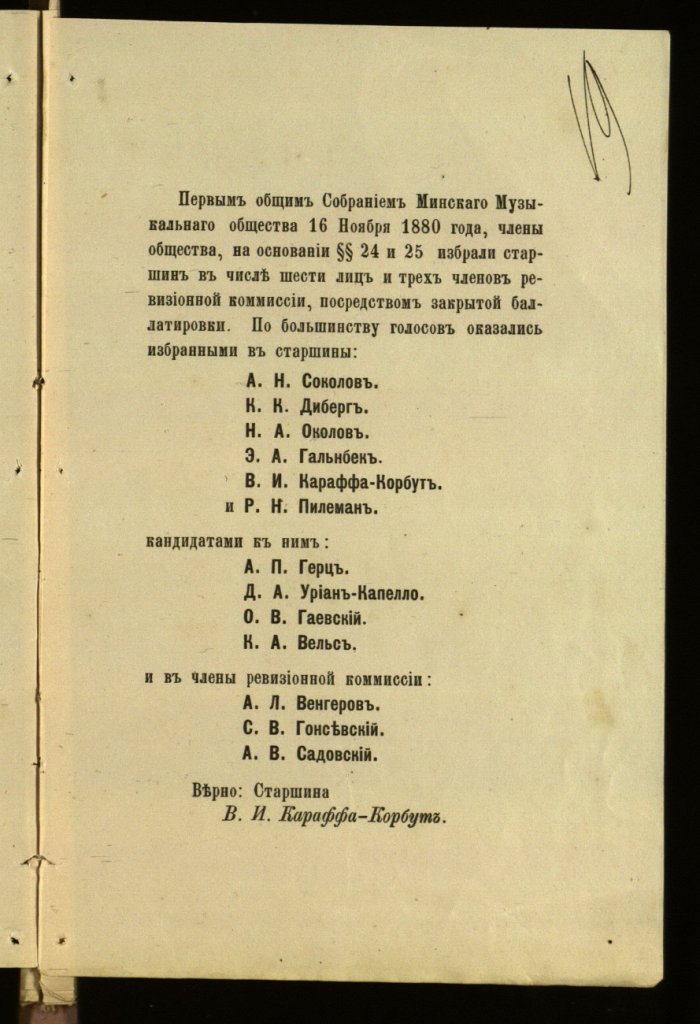 Первымъ общимъ Собраніемъ Минскаго Музы-
кальнаго общества 16 Ноября 1880 года, члены
общества, на основаніи §§ 24 и 25 избрали стар-
шинъ въ числѣ шести лицъ и трехъ членовъ ре-
визіонной коммиссіи, посредствомъ закрытой бал-
латировки. По большинству голосовъ оказались
избранными въ старшины:
А. Н. Соколовъ.
К. К. Дибергъ.
Н. А. Околовъ.
Э. А. Гальнбекъ.
В. И. Караффа-Корбутъ.
и Р. Н. Пилеманъ.
кандидатами къ нимъ:
А. П. Герцъ.
Д. А. Уріанъ-Капелло.
О. В. Гаевскій.
К. А. Вельсъ.
и въ члены ревизіонной коммиссіи:
А. Л. Венгеровъ.
С. В. Гонсѣвскій.
А. В. Садовскій.
Вѣрно: Старшина
В. И. Караффа-Корбутъ.